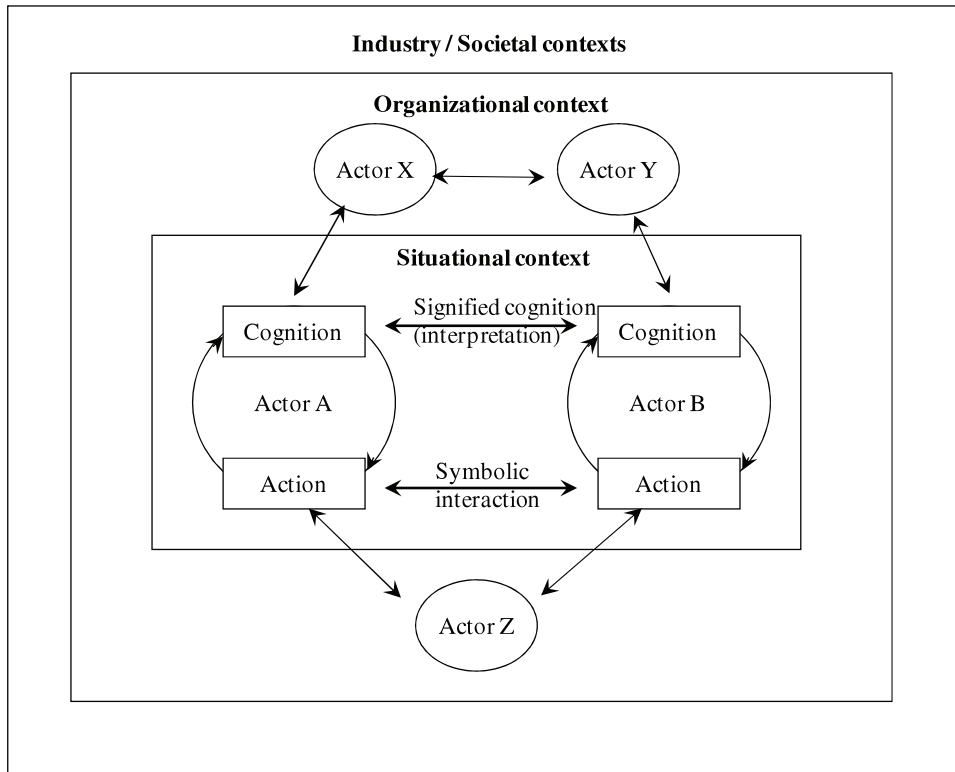 Industry / Societal contexts
Organizational context
Actor X
Actor Y
Situational context
Signified cognition
(interpretation)
Cognition
Cognition
Actor A
Actor B
Symbolic
interaction
Action
Action
Actor Z